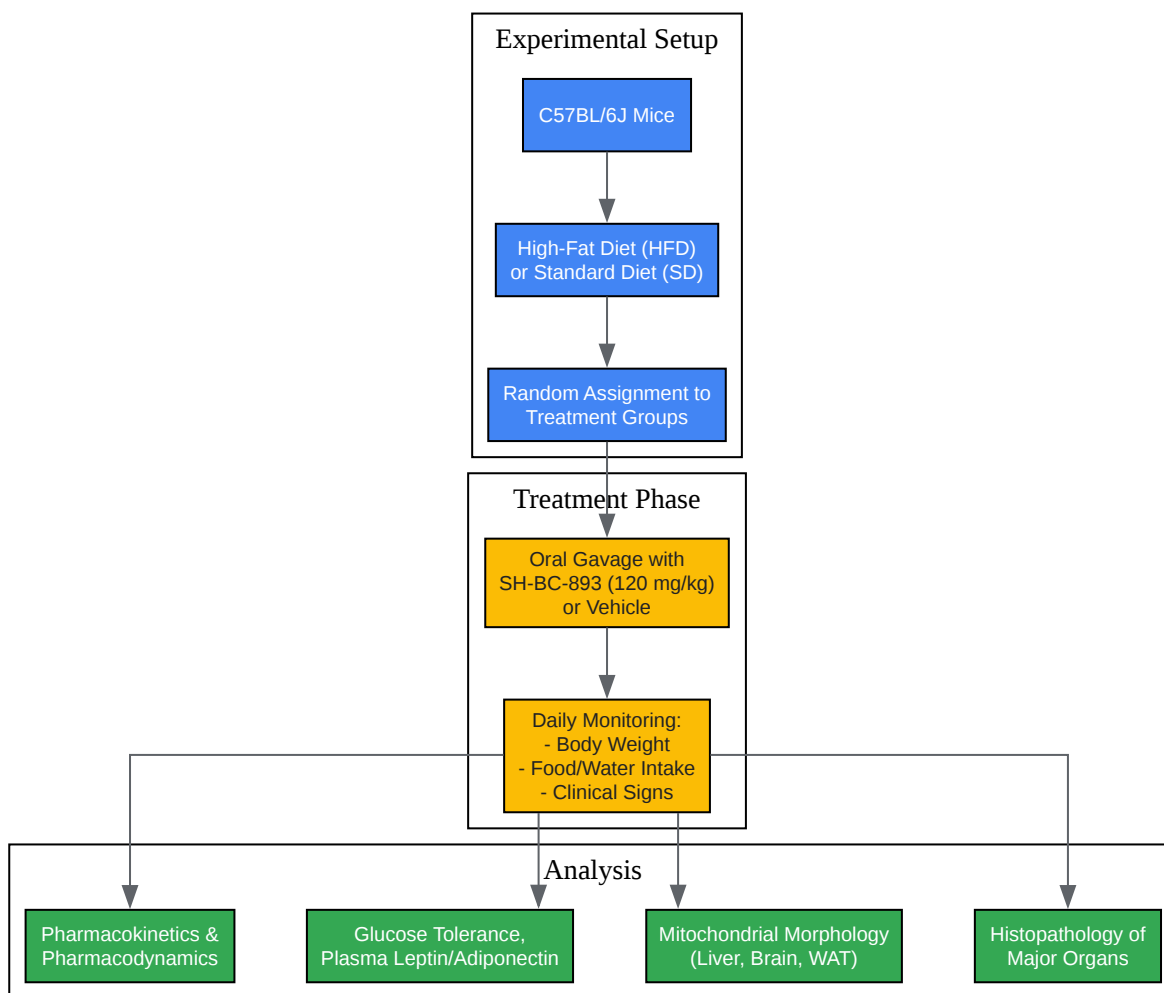 Experimental Setup
C57BL/6J Mice
High-Fat Diet (HFD)
or Standard Diet (SD)
Random Assignment to
Treatment Groups
Treatment Phase
Oral Gavage with
SH-BC-893 (120 mg/kg)
or Vehicle
Daily Monitoring:
- Body Weight
- Food/Water Intake
- Clinical Signs
Analysis
Pharmacokinetics &
Pharmacodynamics
Glucose Tolerance,
Plasma Leptin/Adiponectin
Mitochondrial Morphology
(Liver, Brain, WAT)
Histopathology of
Major Organs